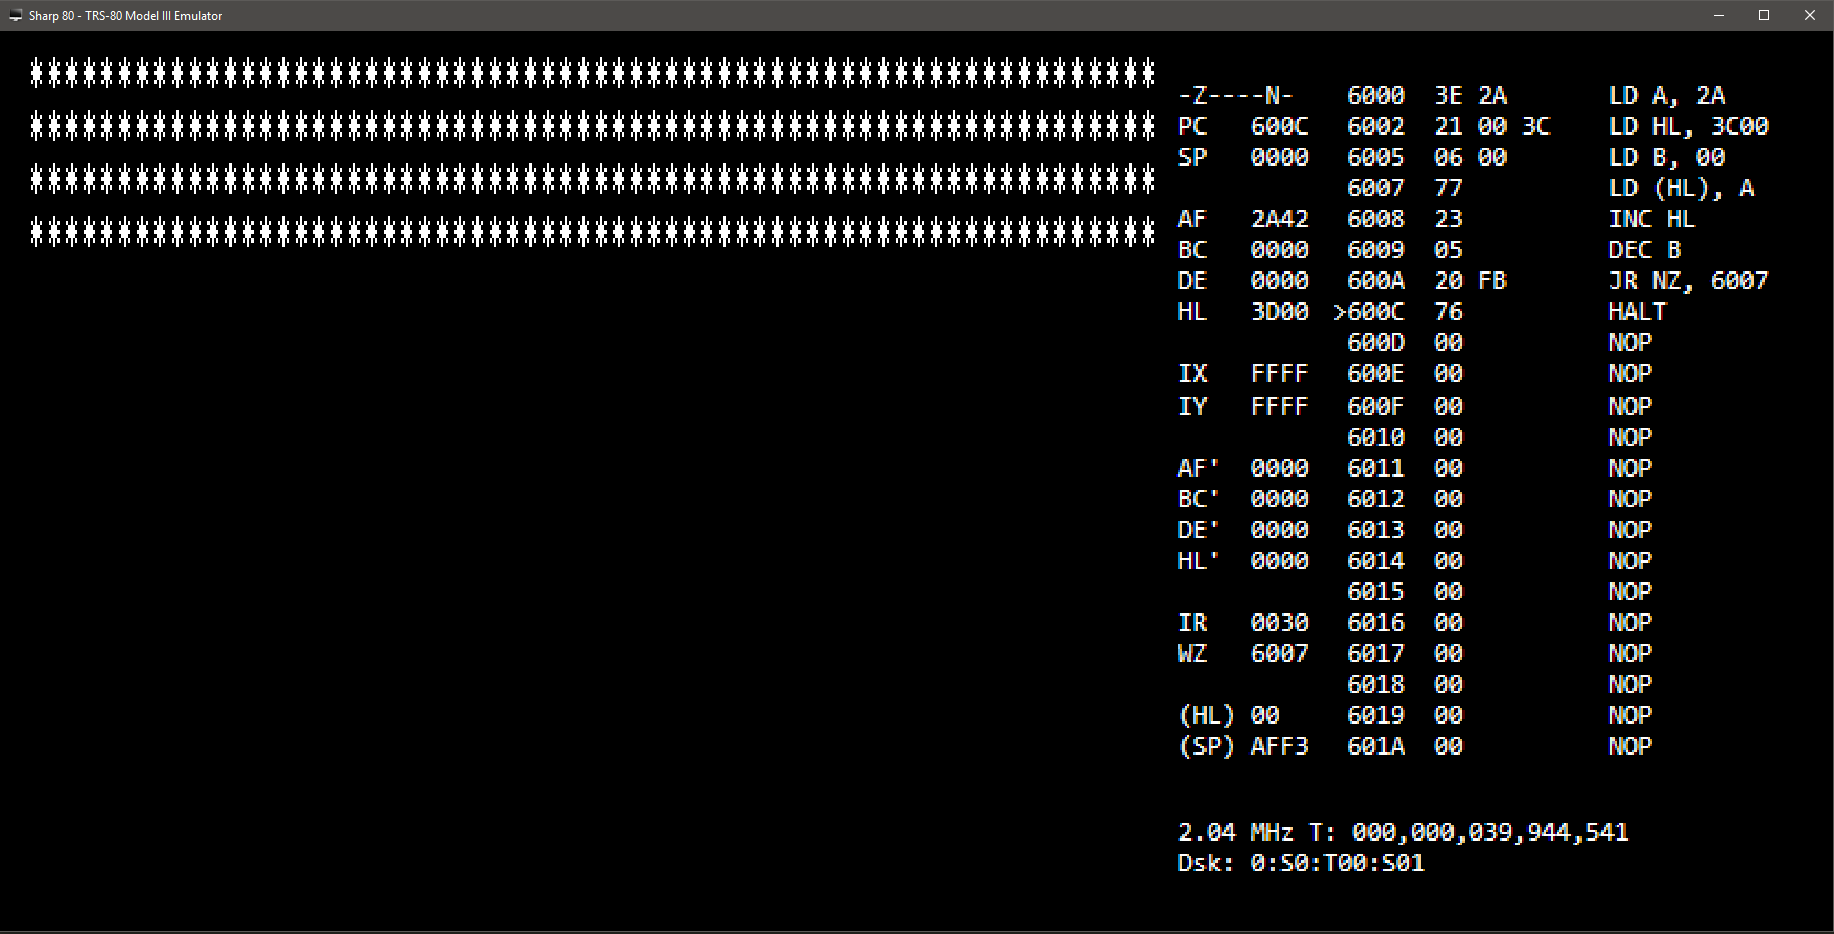 Sharp 80 - TRS-80 Model III Emulator
****************************************************************
****************************************************************
****************************************************************
****************************************************************
-Z----N- 6000 3E 2A LD A, 2A
PC 600C 6002 21 00 3C LD HL, 3C00
SP 0000 6005 06 00 LD B, 00
6007 77 LD (HL), A
AF 2A42 6008 23 INC HL
BC 0000 6009 05 DEC B
DE 0000 600A 20 FB JR NZ, 6007
HL 3D00 >600C 76 HALT
600D 00 NOP
IX FFFF 600E 00 NOP
IY FFFF 600F 00 NOP
6010 00 NOP
AF' 0000 6011 00 NOP
BC' 0000 6012 00 NOP
DE' 0000 6013 00 NOP
HL' 0000 6014 00 NOP
6015 00 NOP
IR 0030 6016 00 NOP
WZ 6007 6017 00 NOP
6018 00 NOP
(HL) 00 6019 00 NOP
(SP) AFF3 601A 00 NOP
2.04 MHz T: 000,000,039,944,541
Dsk: 0:S0:T00:S01